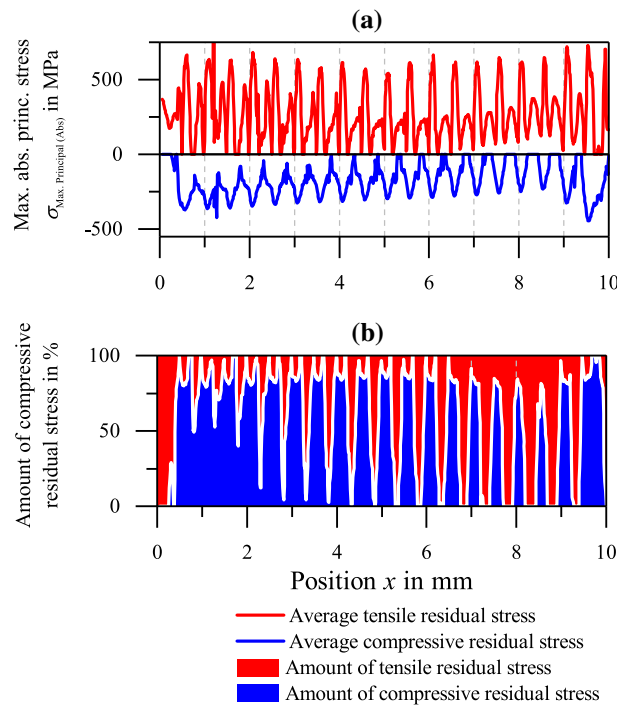 (a)
Max. abs. princ. stress
σMax. Principal (Abs) in MPa
500
0
-500
0 2 4 6 8 10
(b)
Amount of compressive
residual stress in %
100
50
0
0 2 4 6 8 10
Position x in mm
Average tensile residual stress
Average compressive residual stress
Amount of tensile residual stress
Amount of compressive residual stress